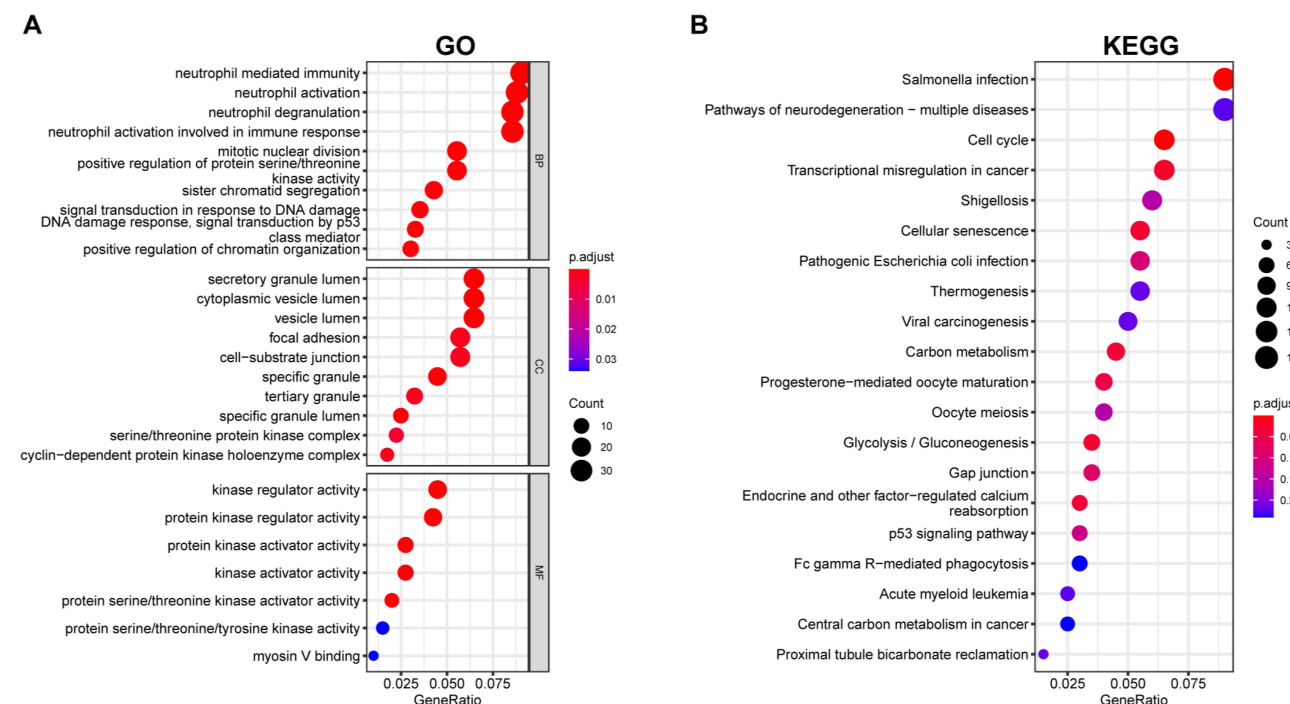 A
GO
neutrophil mediated immunity
neutrophil activation
neutrophil degranulation
neutrophil activation involved in immune response
mitotic nuclear division
positive regulation of protein serine/threonine
kinase activity
sister chromatid segregation
signal transduction in response to DNA damage
DNA damage response, signal transduction by p53
class mediator
positive regulation of chromatin organization
BP
secretory granule lumen
cytoplasmic vesicle lumen
vesicle lumen
focal adhesion
cell−substrate junction
specific granule
tertiary granule
specific granule lumen
serine/threonine protein kinase complex
cyclin−dependent protein kinase holoenzyme complex
CC
kinase regulator activity
protein kinase regulator activity
protein kinase activator activity
kinase activator activity
protein serine/threonine kinase activator activity
protein serine/threonine/tyrosine kinase activity
myosin V binding
MF
0.025 0.050 0.075
GeneRatio
p.adjust
0.01
0.02
0.03
Count
10
20
30
B
KEGG
Salmonella infection
Pathways of neurodegeneration − multiple diseases
Cell cycle
Transcriptional misregulation in cancer
Shigellosis
Cellular senescence
Pathogenic Escherichia coli infection
Thermogenesis
Viral carcinogenesis
Carbon metabolism
Progesterone−mediated oocyte maturation
Oocyte meiosis
Glycolysis / Gluconeogenesis
Gap junction
Endocrine and other factor−regulated calcium
reabsorption
p53 signaling pathway
Fc gamma R−mediated phagocytosis
Acute myeloid leukemia
Central carbon metabolism in cancer
Proximal tubule bicarbonate reclamation
0.025 0.050 0.075
GeneRatio
Count
p.adjus